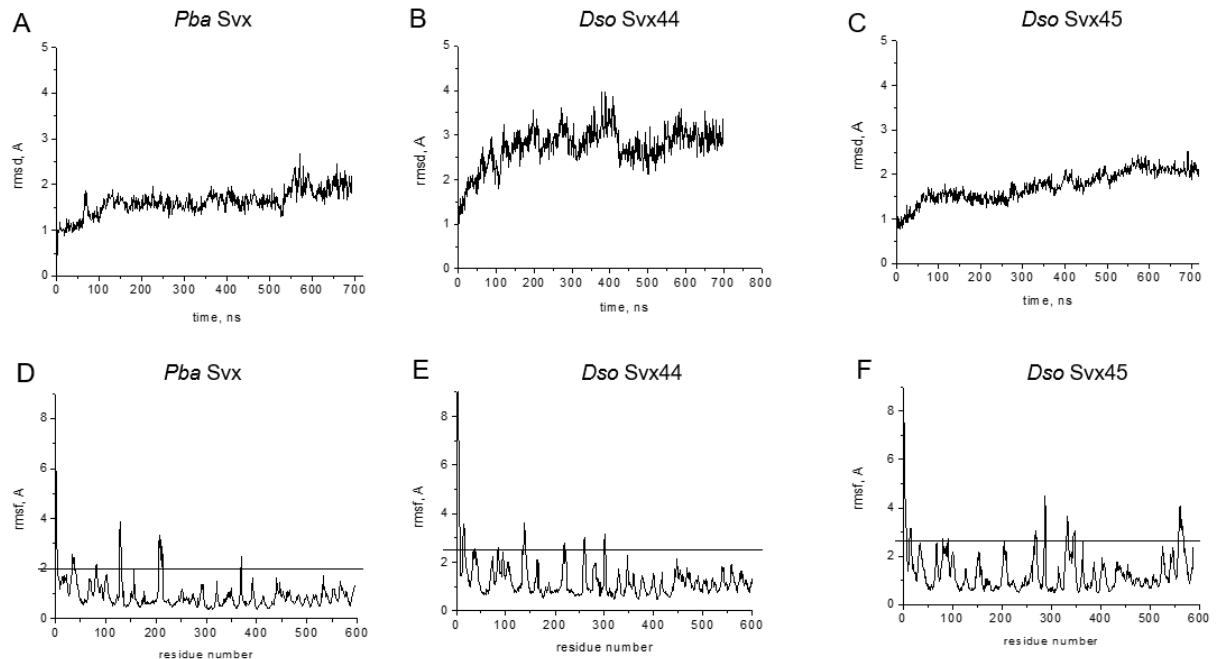 A
Pba Svx
5
4
3
2
1
0
rmsd, A
0 100 200 300 400 500 600 700
time, ns
B
Dso Svx44
5
4
3
2
1
0
rmsd, A
0 100 200 300 400 500 600 700 800
time, ns
C
Dso Svx45
5
4
3
2
1
0
rmsd, A
0 100 200 300 400 500 600 700
time, ns
D
Pba Svx
8
6
4
2
0
rmsf, A
0 100 200 300 400 500 600
residue number
E
Dso Svx44
8
6
4
2
0
rmsf, A
0 100 200 300 400 500 600
residue number
F
Dso Svx45
8
6
4
2
0
rmsf, A
0 100 200 300 400 500 600
residue number